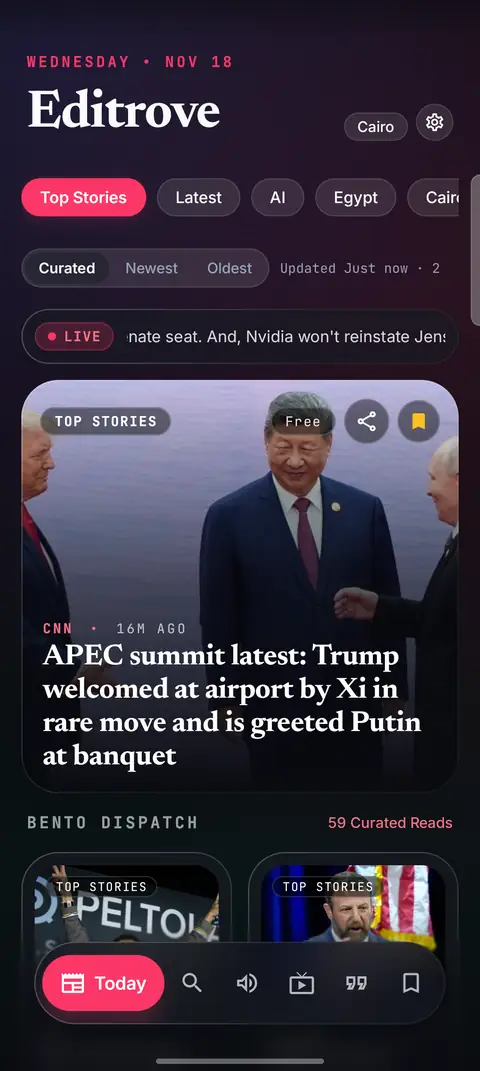 WEDNESDAY • NOV 18
Editrove
Cairo
Top Stories
Latest
AI
Egypt
Cairo
Curated
Newest
Oldest
Updated Just now · 2
LIVE
nate seat. And, Nvidia won't reinstate Jens
TOP STORIES
Free
CNN • 16M AGO
APEC summit latest: Trump
welcomed at airport by Xi in
rare move and is greeted Putin
at banquet
BENTO DISPATCH
59 Curated Reads
TOP STORIES
PELTOL
TOP STORIES
Today